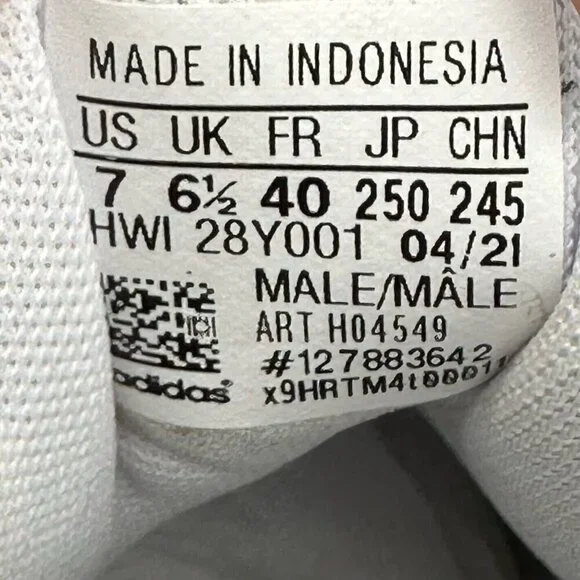 MADE IN INDONESIA
US UK FR JP CHN
7 6½ 40 250 245
HWI 28Y001 04/21
MALE/MÂLE
ART H04549
#127883642
adidas